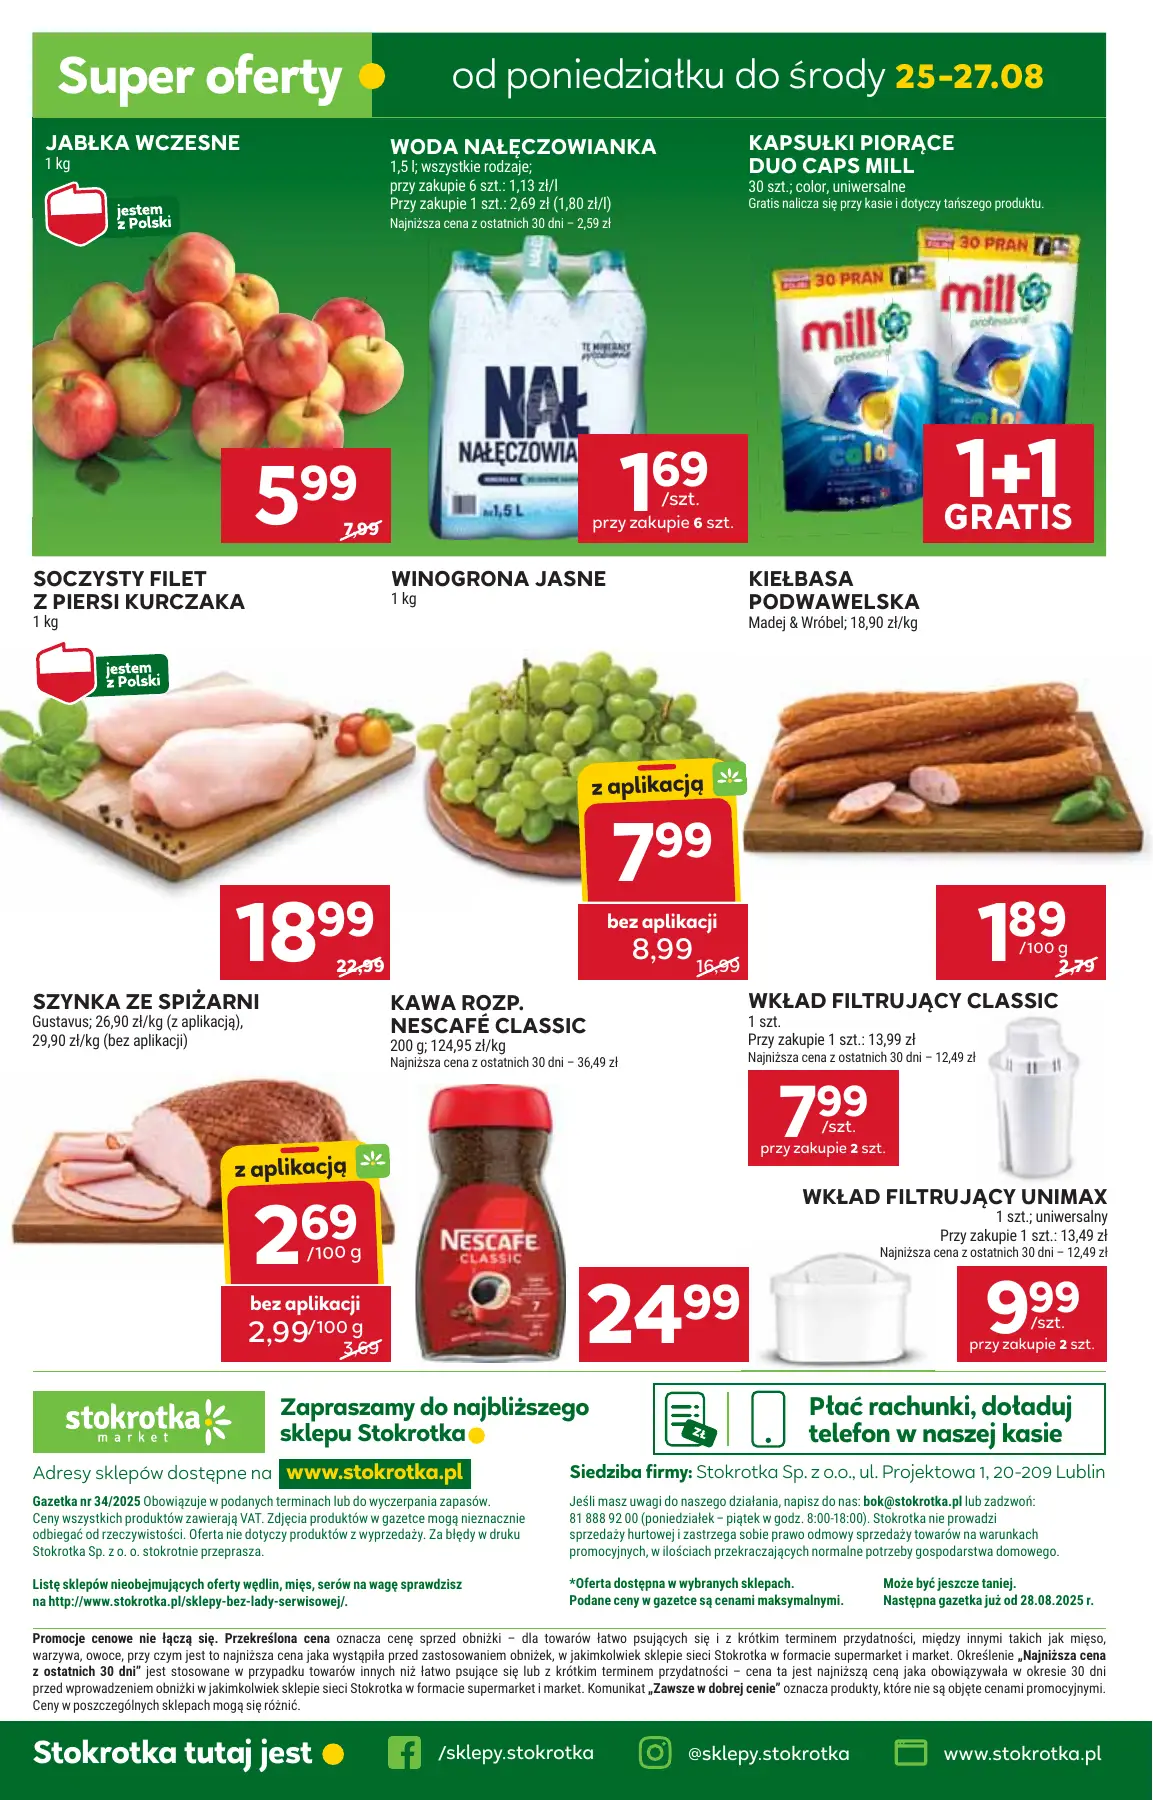 Super oferty
od poniedziałku do środy 25-27.08
JABŁKA WCZESNE
1 kg
jestem
z Polski
5 99
7,99
WODA NAŁĘCZOWIANKA
1,5 l; wszystkie rodzaje;
przy zakupie 6 szt.: 1,13 zł/l
Przy zakupie 1 szt.: 2,69 zł (1,80 zł/l)
Najniższa cena z ostatnich 30 dni – 2,59 zł
NAŁ
NAŁĘCZOWIA
1,5 L
1 69
/szt.
przy zakupie 6 szt.
KAPSUŁKI PIORĄCE
DUO CAPS MILL
30 szt.; color, uniwersalne
Gratis nalicza się przy kasie i dotyczy tańszego produktu.
30 PRAN
mill
professional
color
30 PRAN
mill
professional
color
1+1
GRATIS
SOCZYSTY FILET
Z PIERSI KURCZAKA
1 kg
jestem
z Polski
18 99
22,99
WINOGRONA JASNE
1 kg
z aplikacją
7 99
bez aplikacji
8,99
16,99
KIEŁBASA
PODWAWELSKA
Madej & Wróbel; 18,90 zł/kg
1 89
/100 g
2,79
SZYNKA ZE SPIŻARNI
Gustavus; 26,90 zł/kg (z aplikacją),
29,90 zł/kg (bez aplikacji)
z aplikacją
2 69
/100 g
bez aplikacji
2,99/100 g
3,69
KAWA ROZP.
NESCAFÉ CLASSIC
200 g; 124,95 zł/kg
Najniższa cena z ostatnich 30 dni – 36,49 zł
NESCAFÉ
CLASSIC
24 99
WKŁAD FILTRUJĄCY CLASSIC
1 szt.
Przy zakupie 1 szt.: 13,99 zł
Najniższa cena z ostatnich 30 dni – 12,49 zł
7 99
/szt.
przy zakupie 2 szt.
WKŁAD FILTRUJĄCY UNIMAX
1 szt.; uniwersalny
Przy zakupie 1 szt.: 13,49 zł
Najniższa cena z ostatnich 30 dni – 12,49 zł
9 99
/szt.
przy zakupie 2 szt.
stokrotka
market
Zapraszamy do najbliższego
sklepu Stokrotka
ZŁ
Płać rachunki, doładuj
telefon w naszej kasie
Adresy sklepów dostępne na www.stokrotka.pl
Siedziba firmy: Stokrotka Sp. z o.o., ul. Projektowa 1, 20-209 Lublin
Gazetka nr 34/2025 Obowiązuje w podanych terminach lub do wyczerpania zapasów.
Ceny wszystkich produktów zawierają VAT. Zdjęcia produktów w gazetce mogą nieznacznie
odbiegać od rzeczywistości. Oferta nie dotyczy produktów z wyprzedaży. Za błędy w druku
Stokrotka Sp. z o. o. stokrotnie przeprasza.
Listę sklepów nieobejmujących oferty wędlin, mięs, serów na wagę sprawdzisz
na http://www.stokrotka.pl/sklepy-bez-lady-serwisowej/.
Jeśli masz uwagi do naszego działania, napisz do nas: bok@stokrotka.pl lub zadzwoń:
81 888 92 00 (poniedziałek – piątek w godz. 8:00-18:00). Stokrotka nie prowadzi
sprzedaży hurtowej i zastrzega sobie prawo odmowy sprzedaży towarów na warunkach
promocyjnych, w ilościach przekraczających normalne potrzeby gospodarstwa domowego.
*Oferta dostępna w wybranych sklepach.
Podane ceny w gazetce są cenami maksymalnymi.
Może być jeszcze taniej.
Następna gazetka już od 28.08.2025 r.
Promocje cenowe nie łączą się. Przekreślona cena oznacza cenę sprzed obniżki – dla towarów łatwo psujących się i z krótkim terminem przydatności, między innymi takich jak mięso,
warzywa, owoce, przy czym jest to najniższa cena jaka wystąpiła przed zastosowaniem obniżek, w jakimkolwiek sklepie sieci Stokrotka w formacie supermarket i market. Określenie „Najniższa cena
z ostatnich 30 dni” jest stosowane w przypadku towarów innych niż łatwo psujące się lub z krótkim terminem przydatności – cena ta jest najniższą ceną jaka obowiązywała w okresie 30 dni
przed wprowadzeniem obniżki w jakimkolwiek sklepie sieci Stokrotka w formacie supermarket i market. Komunikat „Zawsze w dobrej cenie” oznacza produkty, które nie są objęte cenami promocyjnymi.
Ceny w poszczególnych sklepach mogą się różnić.
Stokrotka tutaj jest
/sklepy.stokrotka
@sklepy.stokrotka
www.stokrotka.pl